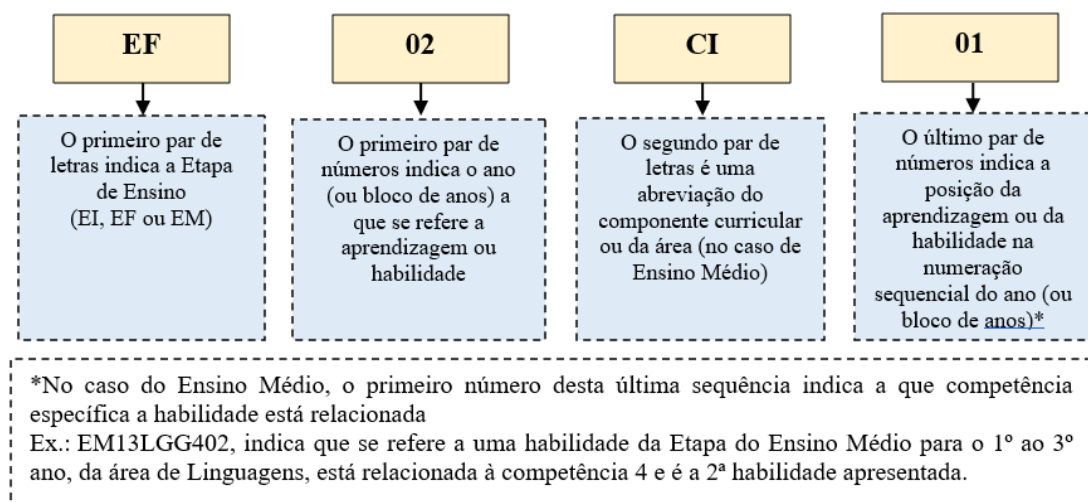 EF
02
CI
01
O primeiro par de
letras indica a Etapa
de Ensino
(EI, EF ou EM)
O primeiro par de
números indica o ano
(ou bloco de anos) a
que se refere a
aprendizagem ou
habilidade
O segundo par de
letras é uma
abreviação do
componente curricular
ou da área (no caso de
Ensino Médio)
O último par de
números indica a
posição da
aprendizagem ou da
habilidade na
numeração
sequencial do ano (ou
bloco de anos)*
*No caso do Ensino Médio, o primeiro número desta última sequência indica a que competência
específica a habilidade está relacionada
Ex.: EM13LGG402, indica que se refere a uma habilidade da Etapa do Ensino Médio para o 1º ao 3º
ano, da área de Linguagens, está relacionada à competência 4 e é a 2ª habilidade apresentada.